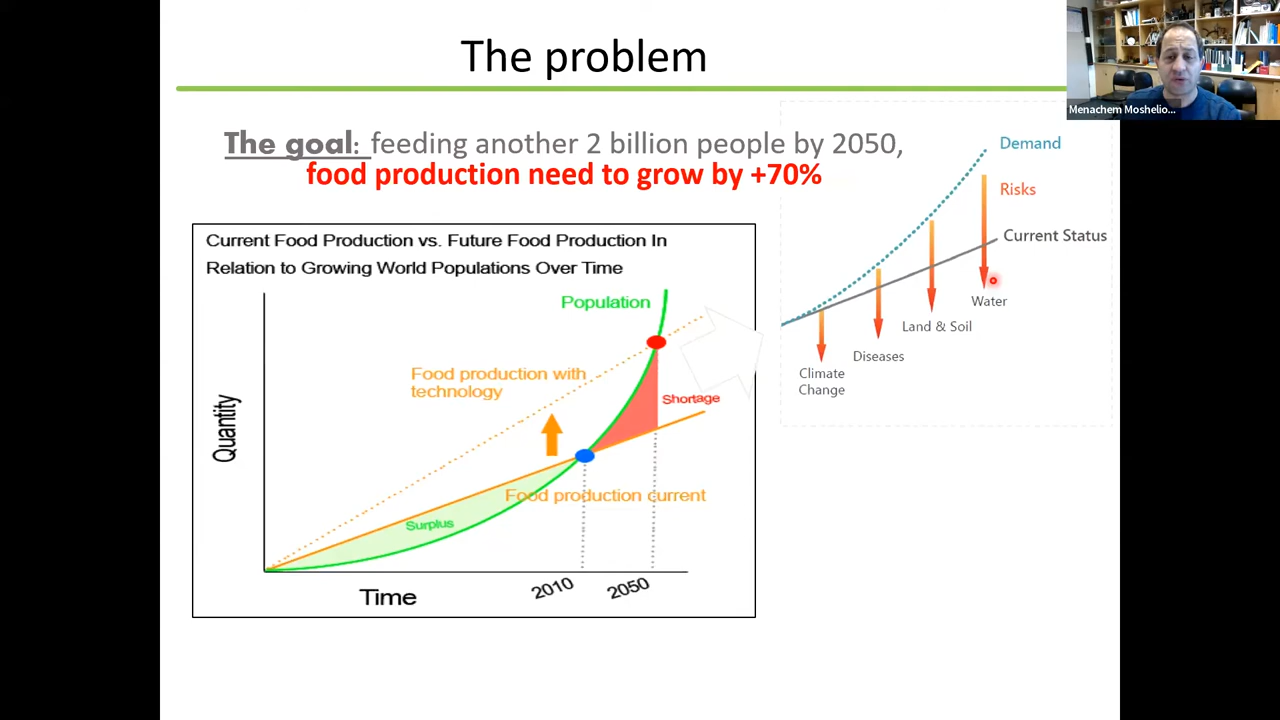 The problem
Menachem Moshelio...
The goal: feeding another 2 billion people by 2050,
food production need to grow by +70%
Current Food Production vs. Future Food Production In
Relation to Growing World Populations Over Time
Population
Food production with
technology
Shortage
Food production current
Surplus
Quantity
Time
2010
2050
Demand
Risks
Current Status
Water
Land & Soil
Diseases
Climate
Change